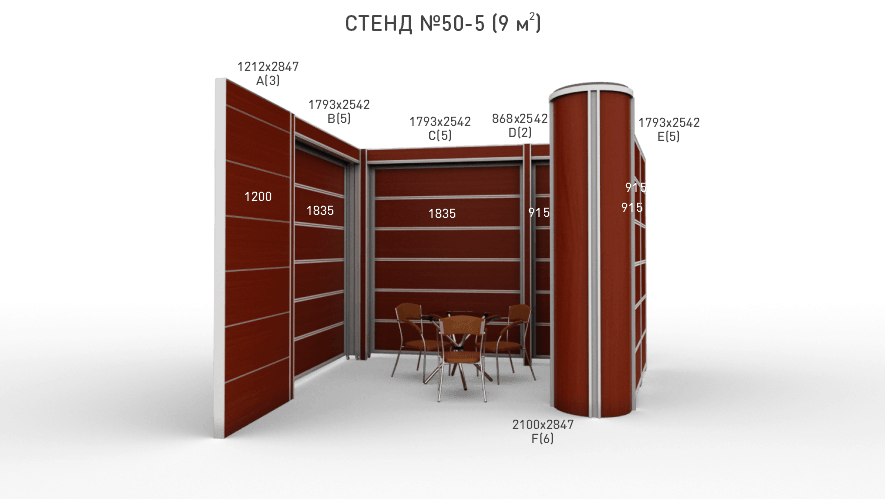 СТЕНД №50-5 (9 м²)
1212x2847
A(3)
1793x2542
B(5)
1793x2542
C(5)
868x2542
D(2)
1793x2542
E(5)
1200
1835
1835
915
915
915
2100x2847
F(6)